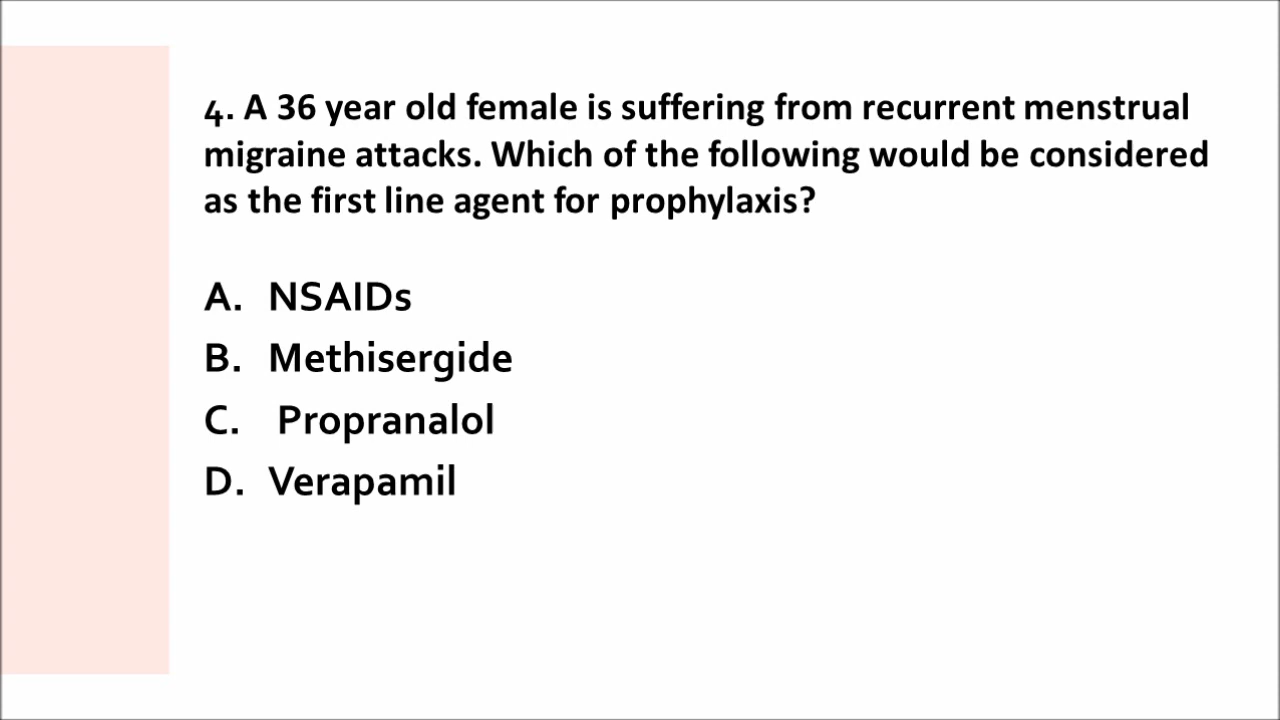 4. A 36 year old female is suffering from recurrent menstrual
migraine attacks. Which of the following would be considered
as the first line agent for prophylaxis?
A. NSAIDs
B. Methisergide
C. Propranalol
D. Verapamil